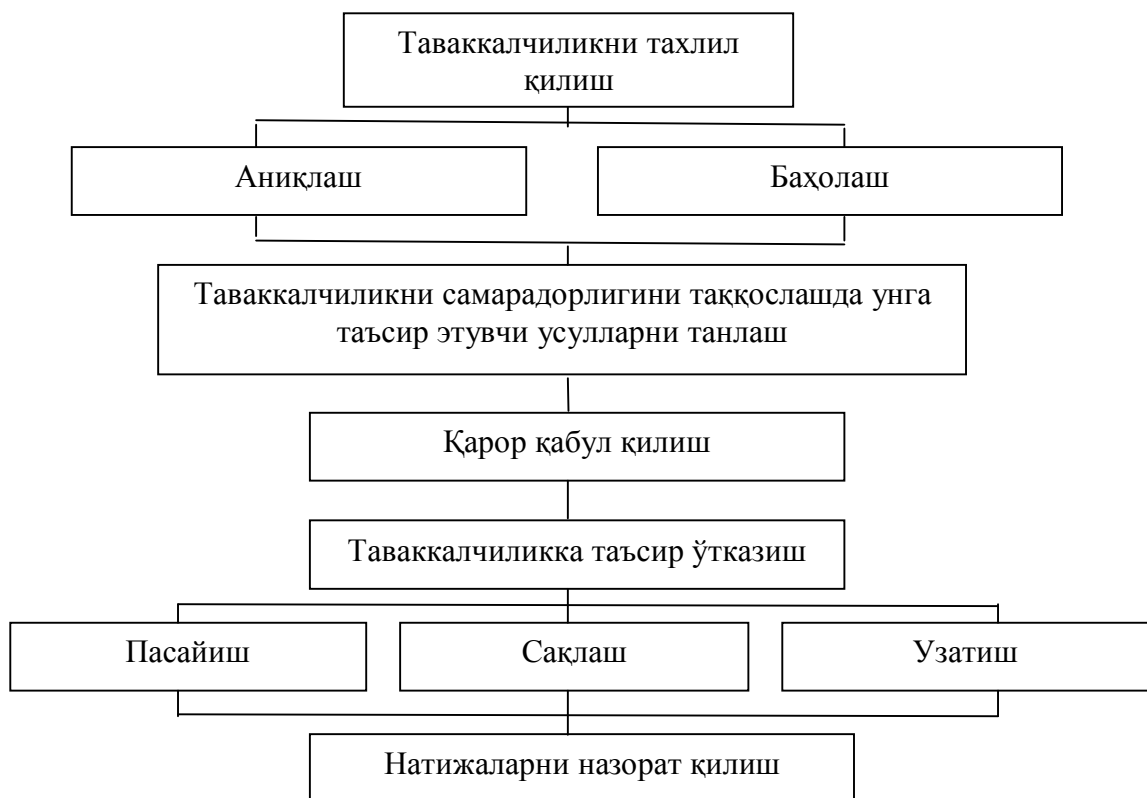 Таваккалчиликни тахлил
қилиш
Аниқлаш
Баҳолаш
Таваккалчиликни самарадорлигини таққослашда унга
таъсир этувчи усулларни танлаш
Қарор қабул қилиш
Таваккалчиликка таъсир ўтказиш
Пасайиш
Сақлаш
Узатиш
Натижаларни назорат қилиш